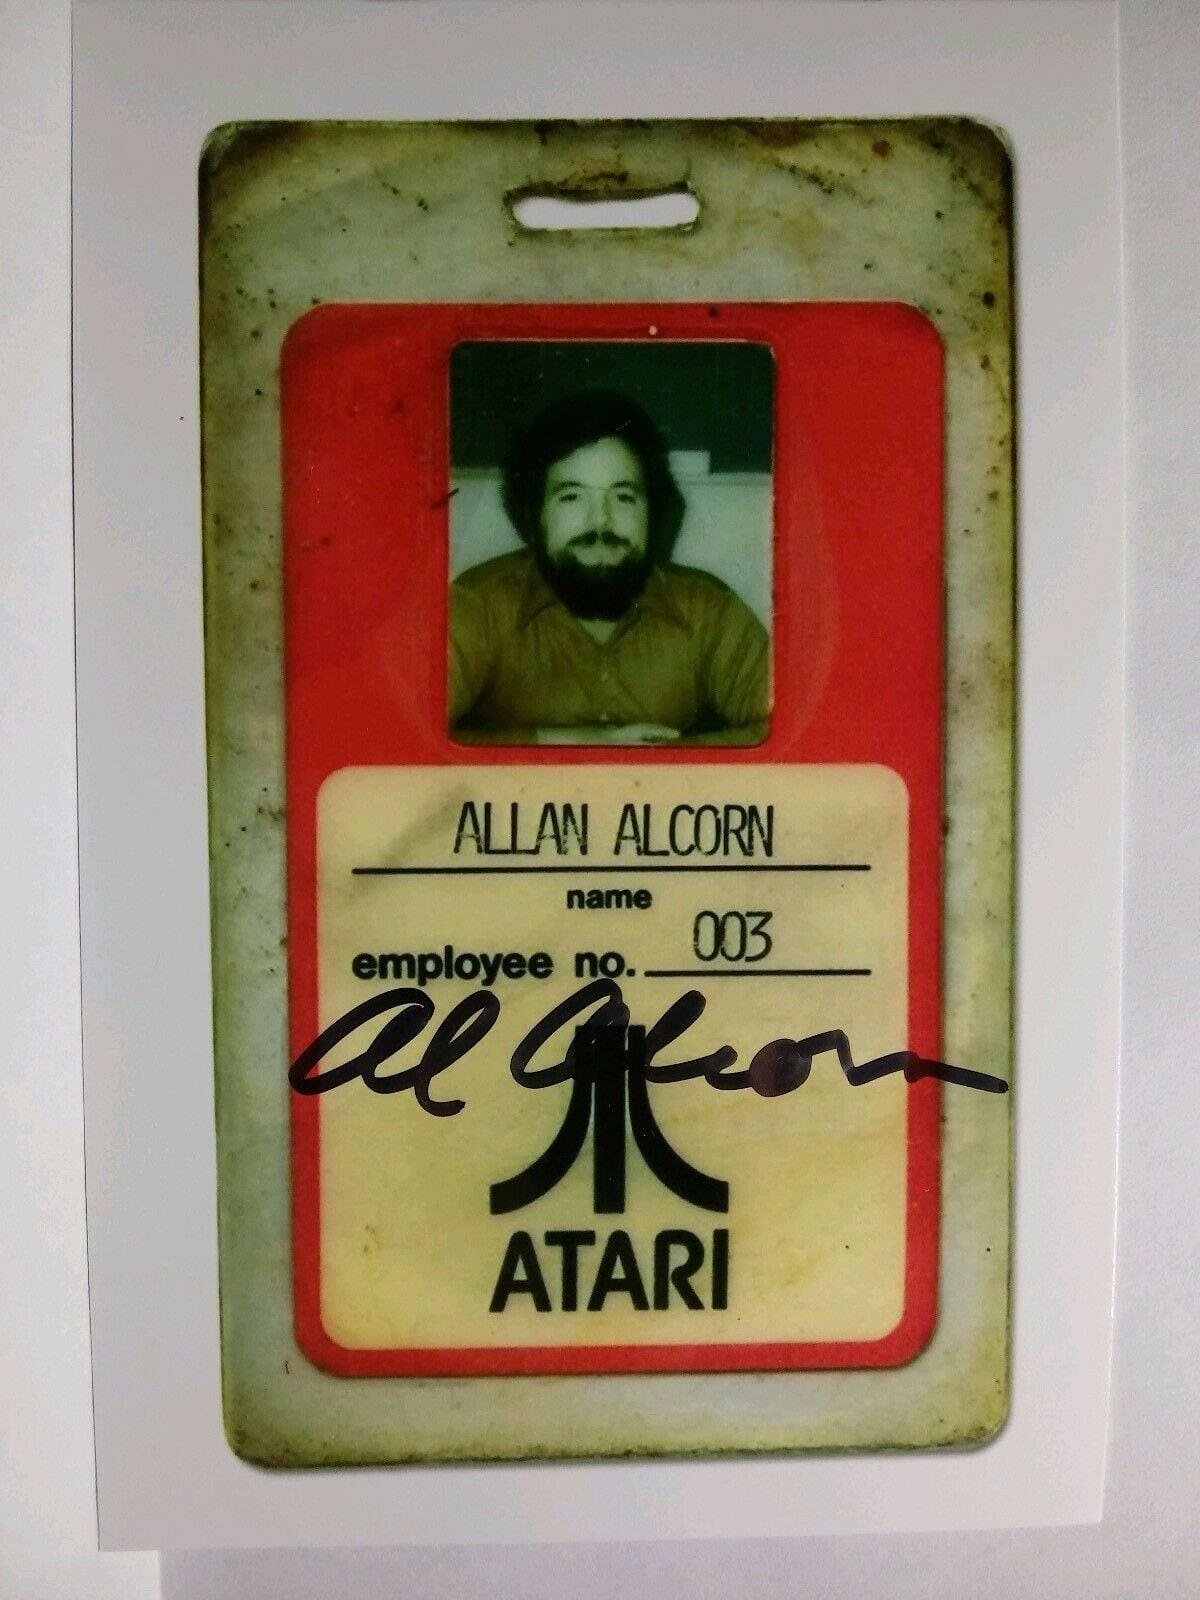 ALLAN ALCORN
name
employee no. 003
Al Alcorn
ATARI